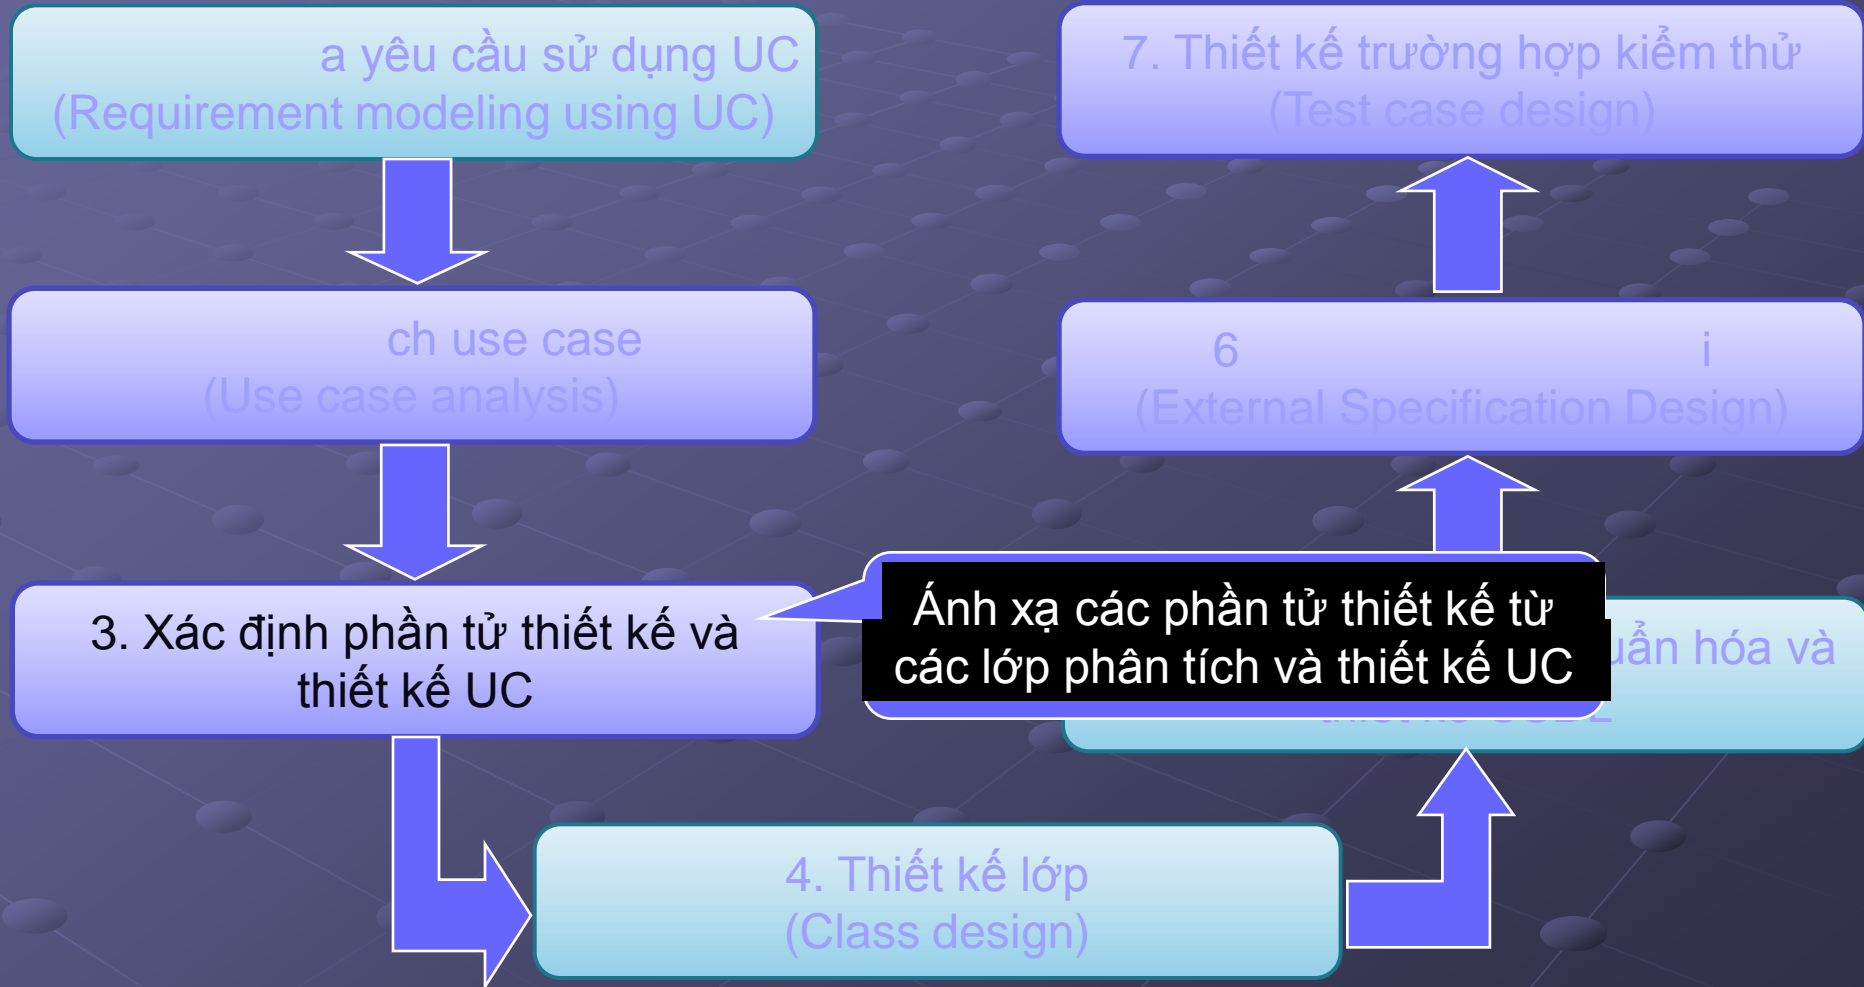 a yêu cầu sử dụng UC
(Requirement modeling using UC)
ch use case
(Use case analysis)
3. Xác định phần tử thiết kế và
thiết kế UC
4. Thiết kế lớp
(Class design)
Ánh xạ các phần tử thiết kế từ
các lớp phân tích và thiết kế UC
hóa và
6 i
(External Specification Design)
7. Thiết kế trường hợp kiểm thử
(Test case design)